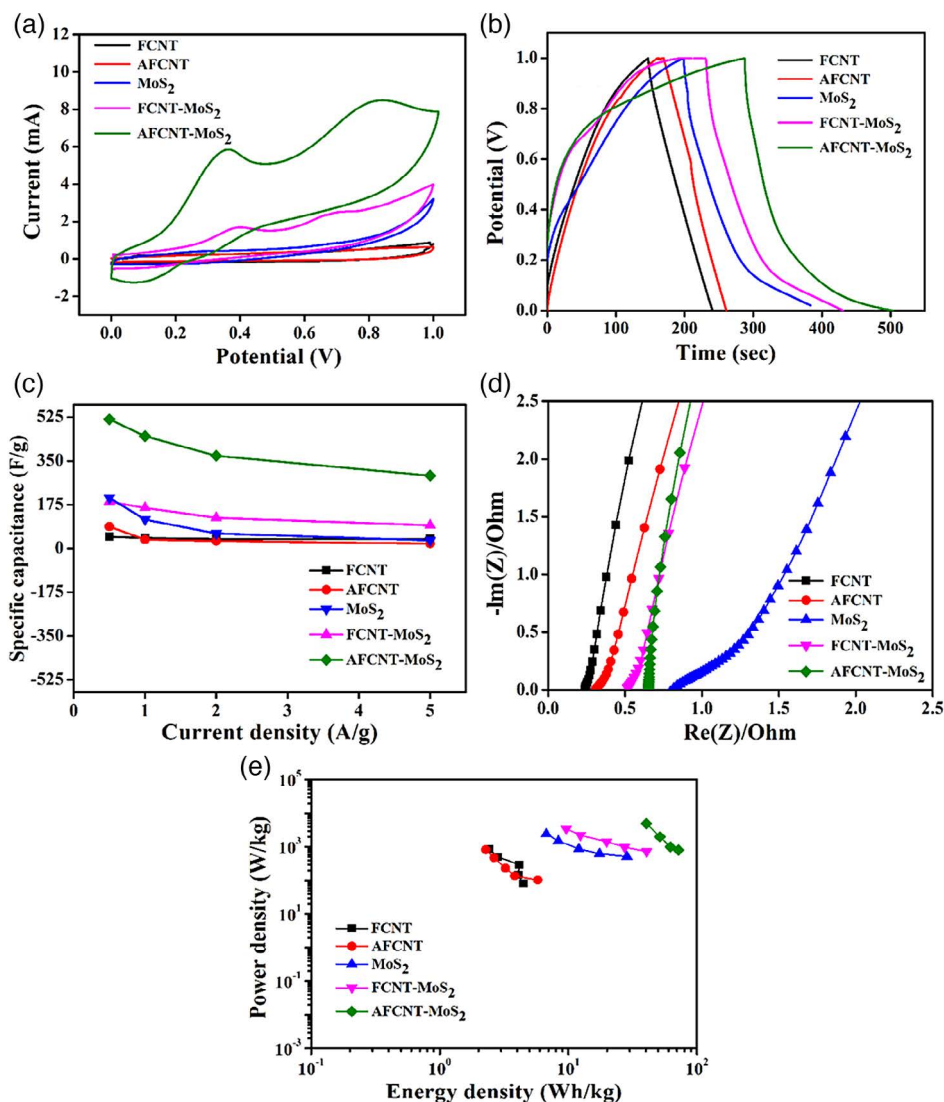 (a)
12
10
8
6
4
2
0
-2
Current (mA)
FCNT
AFCNT
MoS2
FCNT-MoS2
AFCNT-MoS2
0.0 0.2 0.4 0.6 0.8 1.0
Potential (V)
(b)
1.0
0.8
0.6
0.4
0.2
0.0
Potential (V)
FCNT
AFCNT
MoS2
FCNT-MoS2
AFCNT-MoS2
0 100 200 300 400 500
Time (sec)
(c)
525
350
175
0
-175
-350
-525
Specific capacitance (F/g)
FCNT
AFCNT
MoS2
FCNT-MoS2
AFCNT-MoS2
0 1 2 3 4 5
Current density (A/g)
(d)
2.5
2.0
1.5
1.0
0.5
0.0
-Im(Z)/Ohm
FCNT
AFCNT
MoS2
FCNT-MoS2
AFCNT-MoS2
0.0 0.5 1.0 1.5 2.0 2.5
Re(Z)/Ohm
(e)
10^5
10^3
10^1
10^-1
10^-3
Power density (W/kg)
FCNT
AFCNT
MoS2
FCNT-MoS2
AFCNT-MoS2
10^-1 10^0 10^1 10^2
Energy density (Wh/kg)